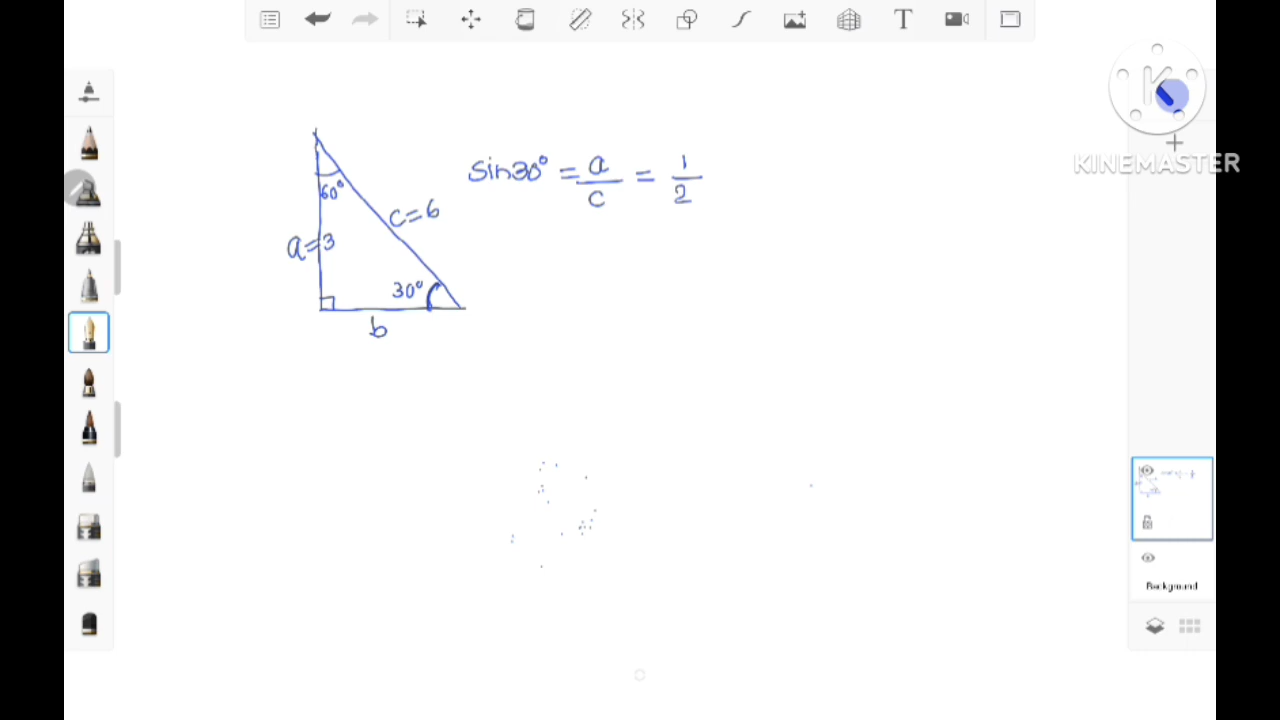 KINEMASTER
sin30° = a/c = 1/2
60°
c=6
a=3
30°
b
Background